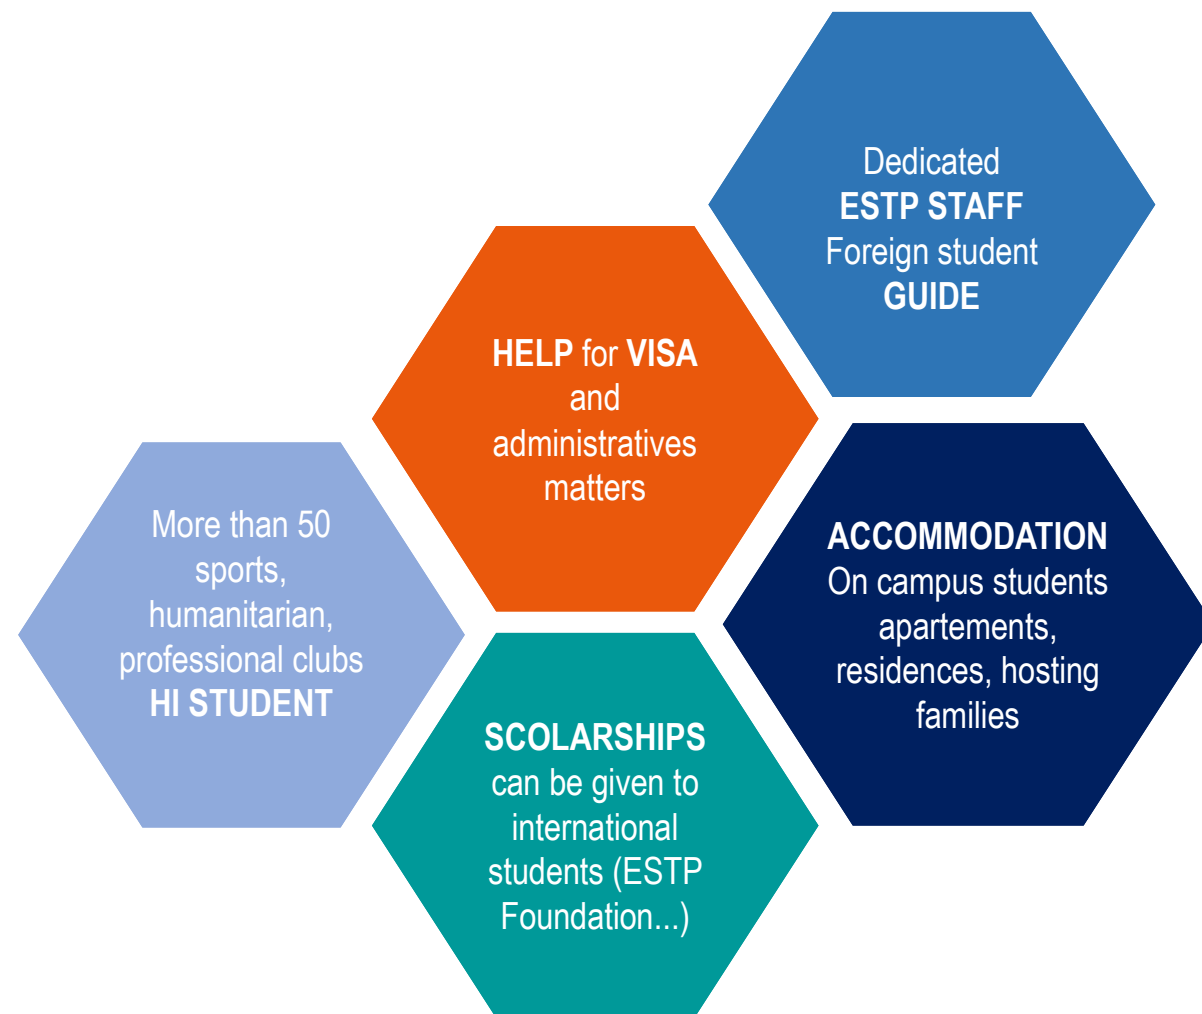 Dedicated
ESTP STAFF
Foreign student
GUIDE
HELP for VISA
and
administratives
matters
More than 50
sports,
humanitarian,
professional clubs
HI STUDENT
ACCOMMODATION
On campus students
apartements,
residences, hosting
families
SCOLARSHIPS
can be given to
international
students (ESTP
Foundation...)